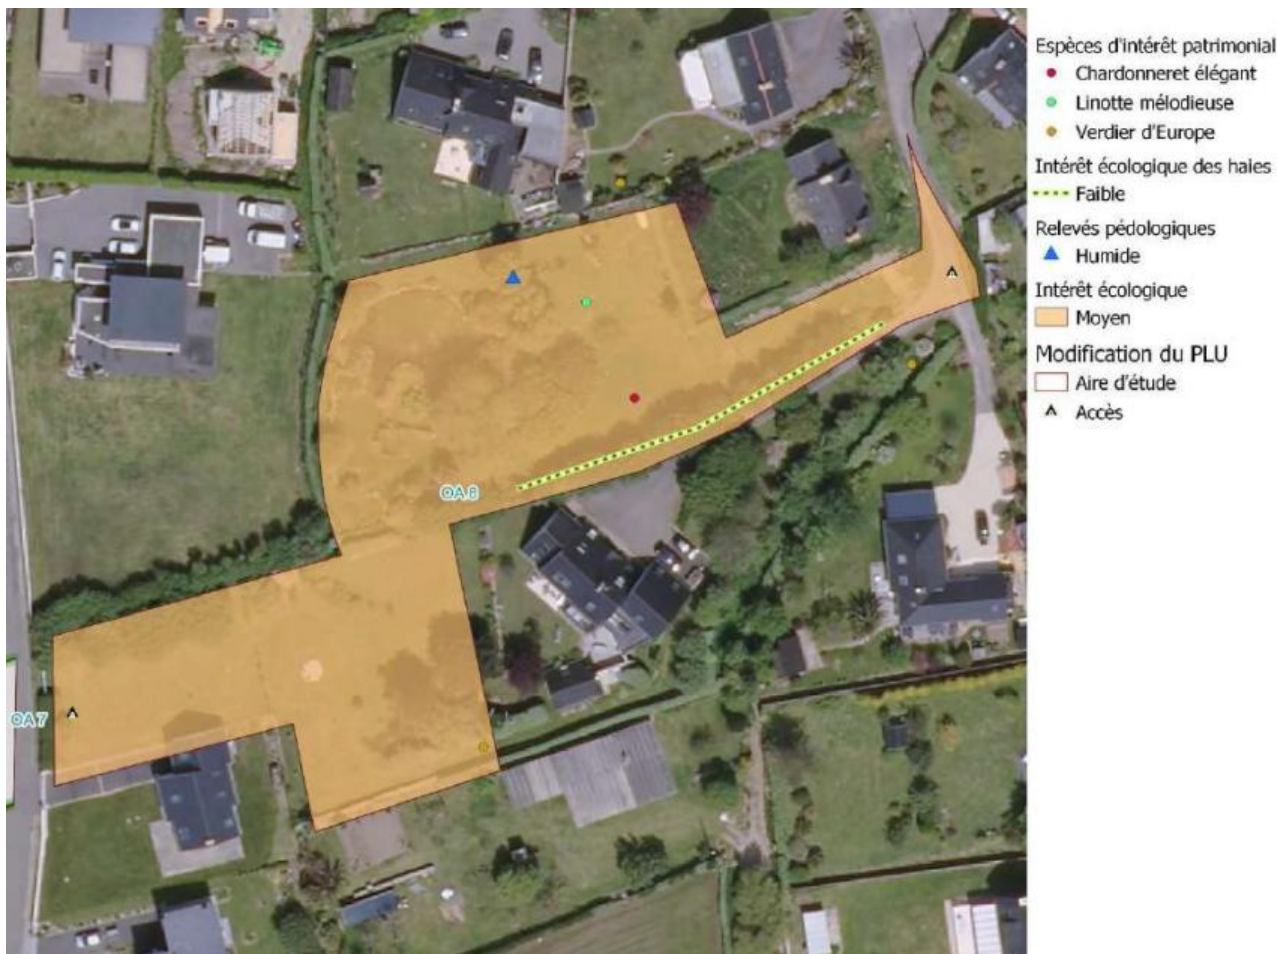 Espèces d'intérêt patrimonial
Chardonneret élégant
Linotte mélodieuse
Verdier d'Europe
Intérêt écologique des haies
Faible
Relevés pédologiques
Humide
Intérêt écologique
Moyen
Modification du PLU
Aire d'étude
Accès
OA 8
OA 7